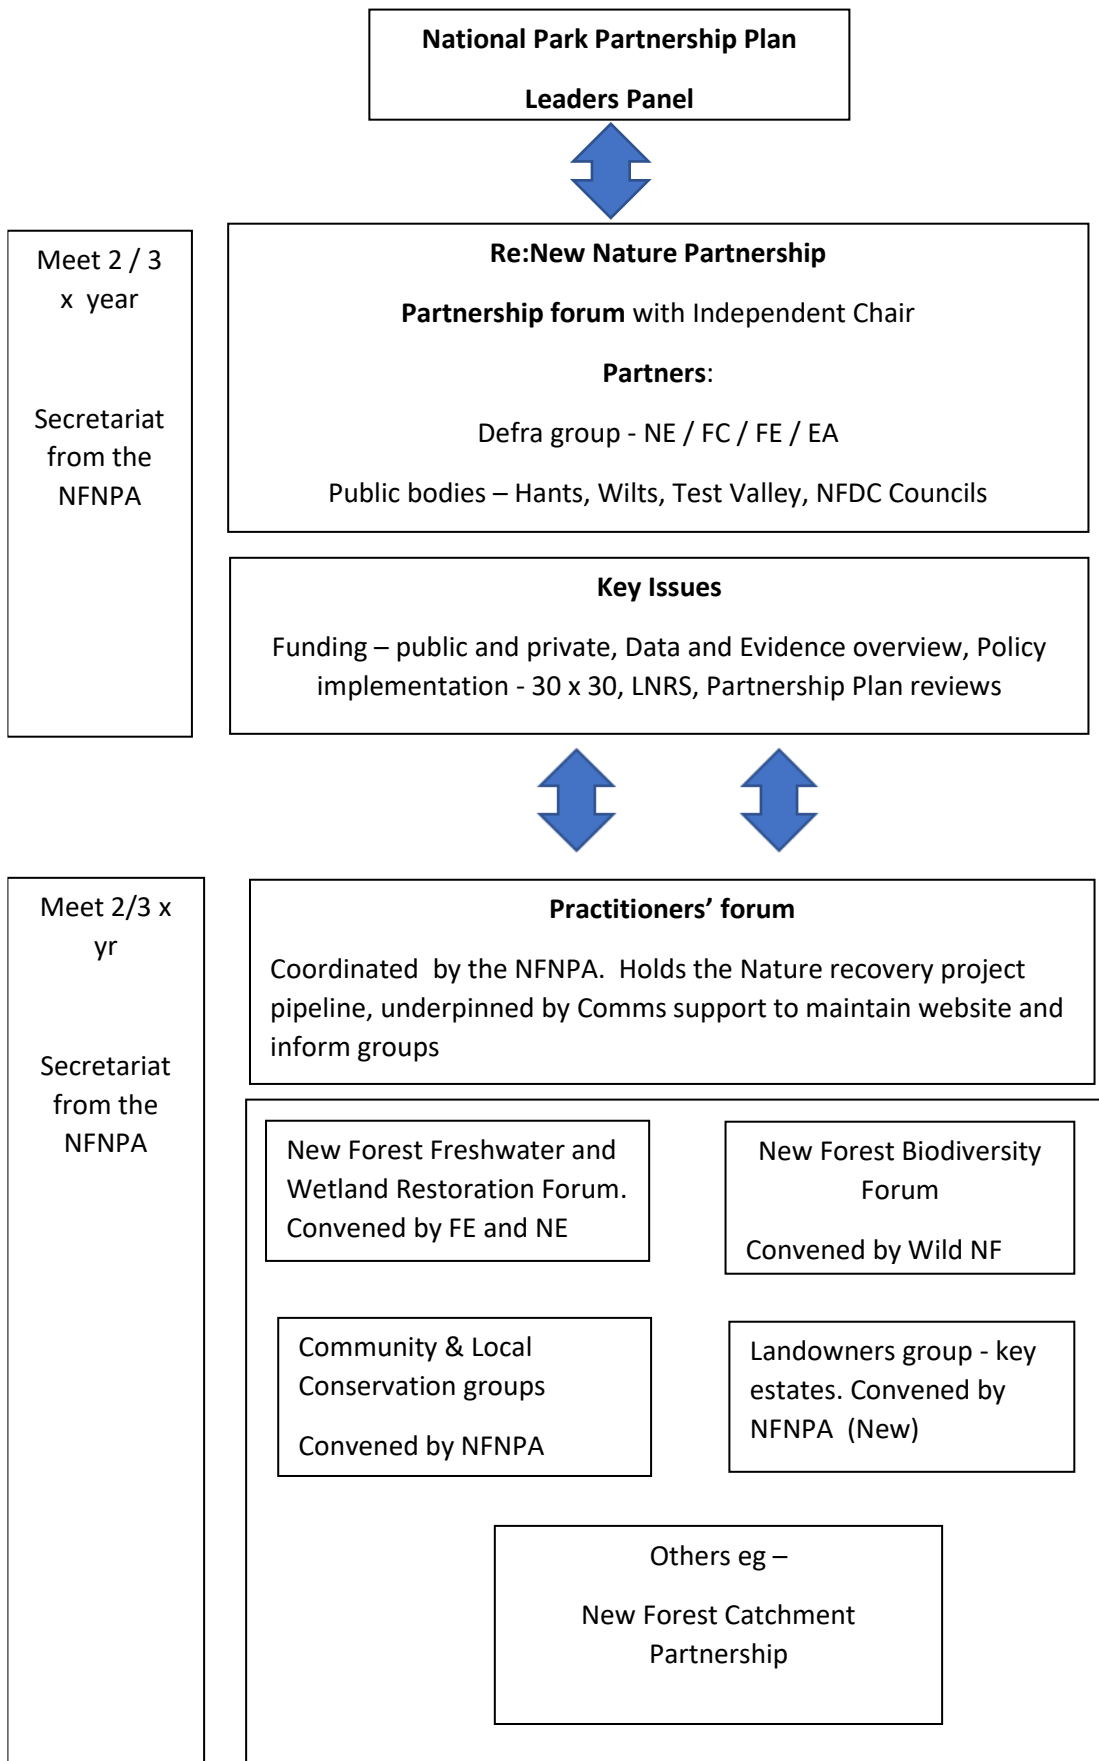 National Park Partnership Plan
Leaders Panel
Meet 2 / 3
x  year
Secretariat
from the
NFNPA
Re:New Nature Partnership
Partnership forum with Independent Chair
Partners:
Defra group - NE / FC / FE / EA
Public bodies – Hants, Wilts, Test Valley, NFDC Councils
Key Issues
Funding – public and private, Data and Evidence overview, Policy
implementation - 30 x 30, LNRS, Partnership Plan reviews
Meet 2/3 x
yr
Secretariat
from the
NFNPA
Practitioners’ forum
Coordinated  by the NFNPA.  Holds the Nature recovery project
pipeline, underpinned by Comms support to maintain website and
inform groups
New Forest Freshwater and
Wetland Restoration Forum.
Convened by FE and NE
New Forest Biodiversity
Forum
Convened by Wild NF
Community & Local
Conservation groups
Convened by NFNPA
Landowners group - key
estates. Convened by
NFNPA  (New)
Others eg –
New Forest Catchment
Partnership